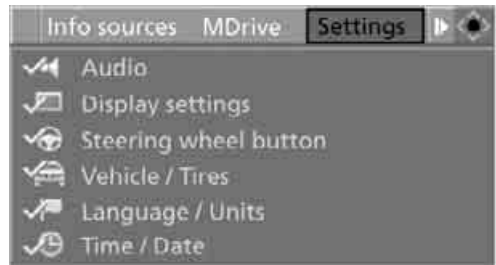 Info sources MDrive Settings
Audio
Display settings
Steering wheel button
Vehicle / Tires
Language / Units
Time / Date